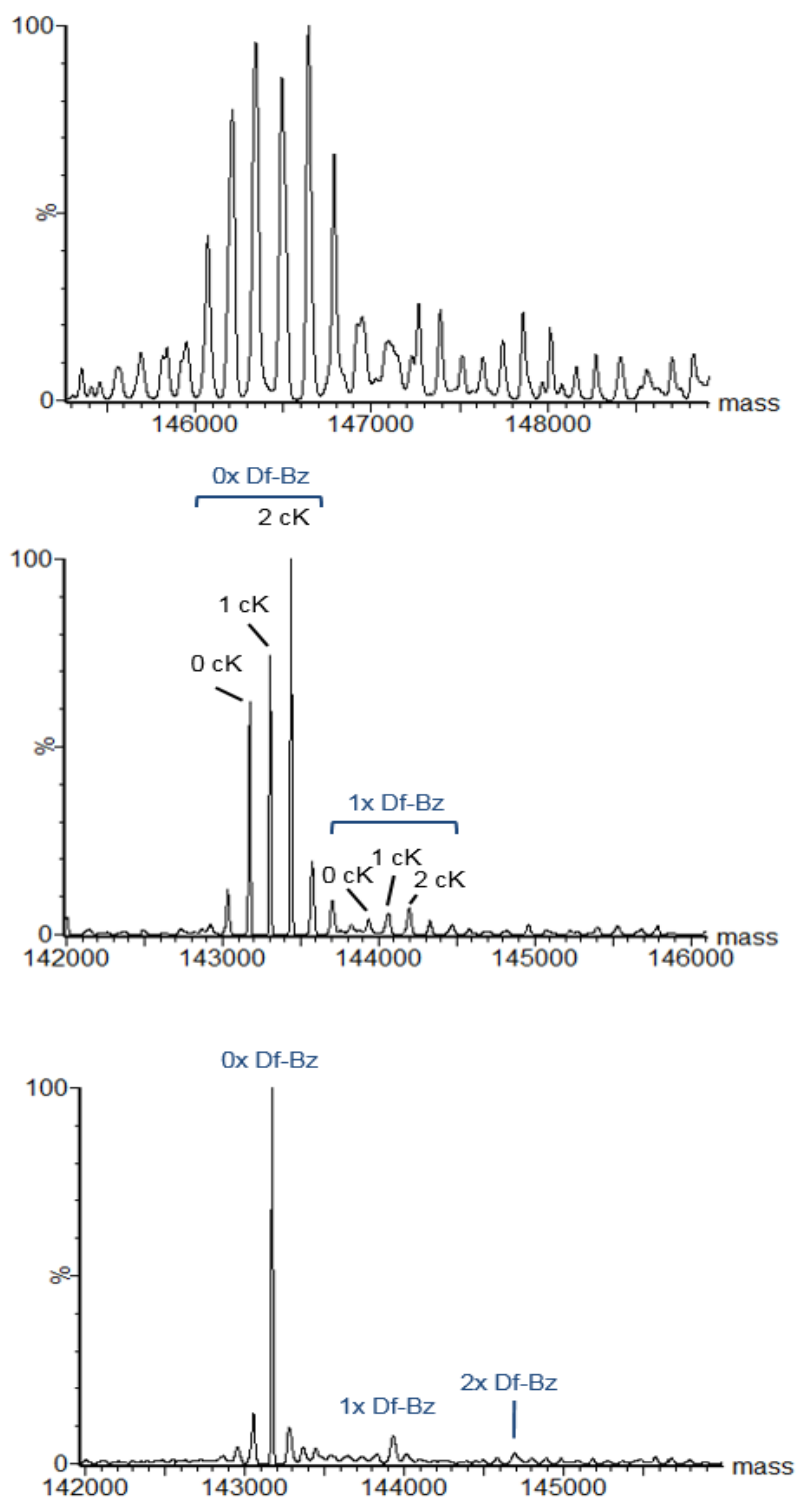 100
%
0
146000 147000 148000 mass
0x Df-Bz
2 cK
100
1 cK
0 cK
%
1x Df-Bz
0 cK 1 cK 2 cK
0
142000 143000 144000 145000 146000 mass
0x Df-Bz
100
%
2x Df-Bz
1x Df-Bz
0
142000 143000 144000 145000 mass